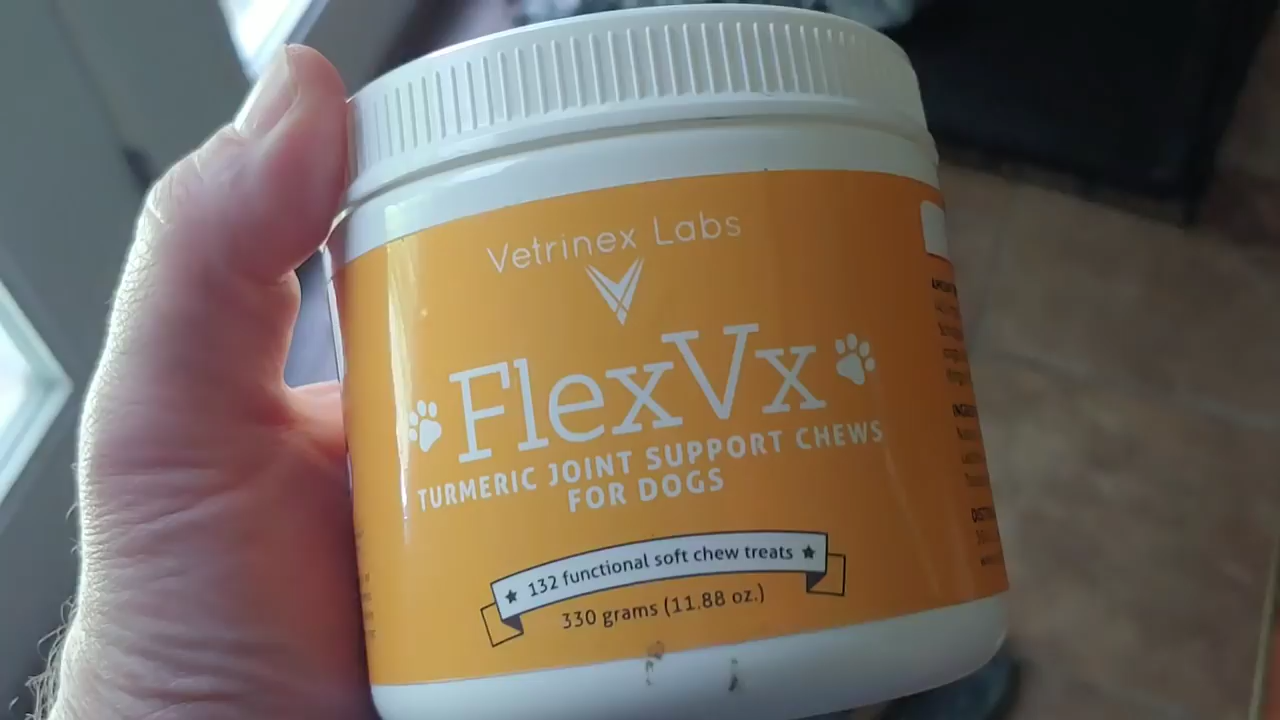 Vetrinex Labs
FlexVx
TURMERIC JOINT SUPPORT CHEWS
FOR DOGS
132 functional soft chew treats
330 grams (11.88 oz.)